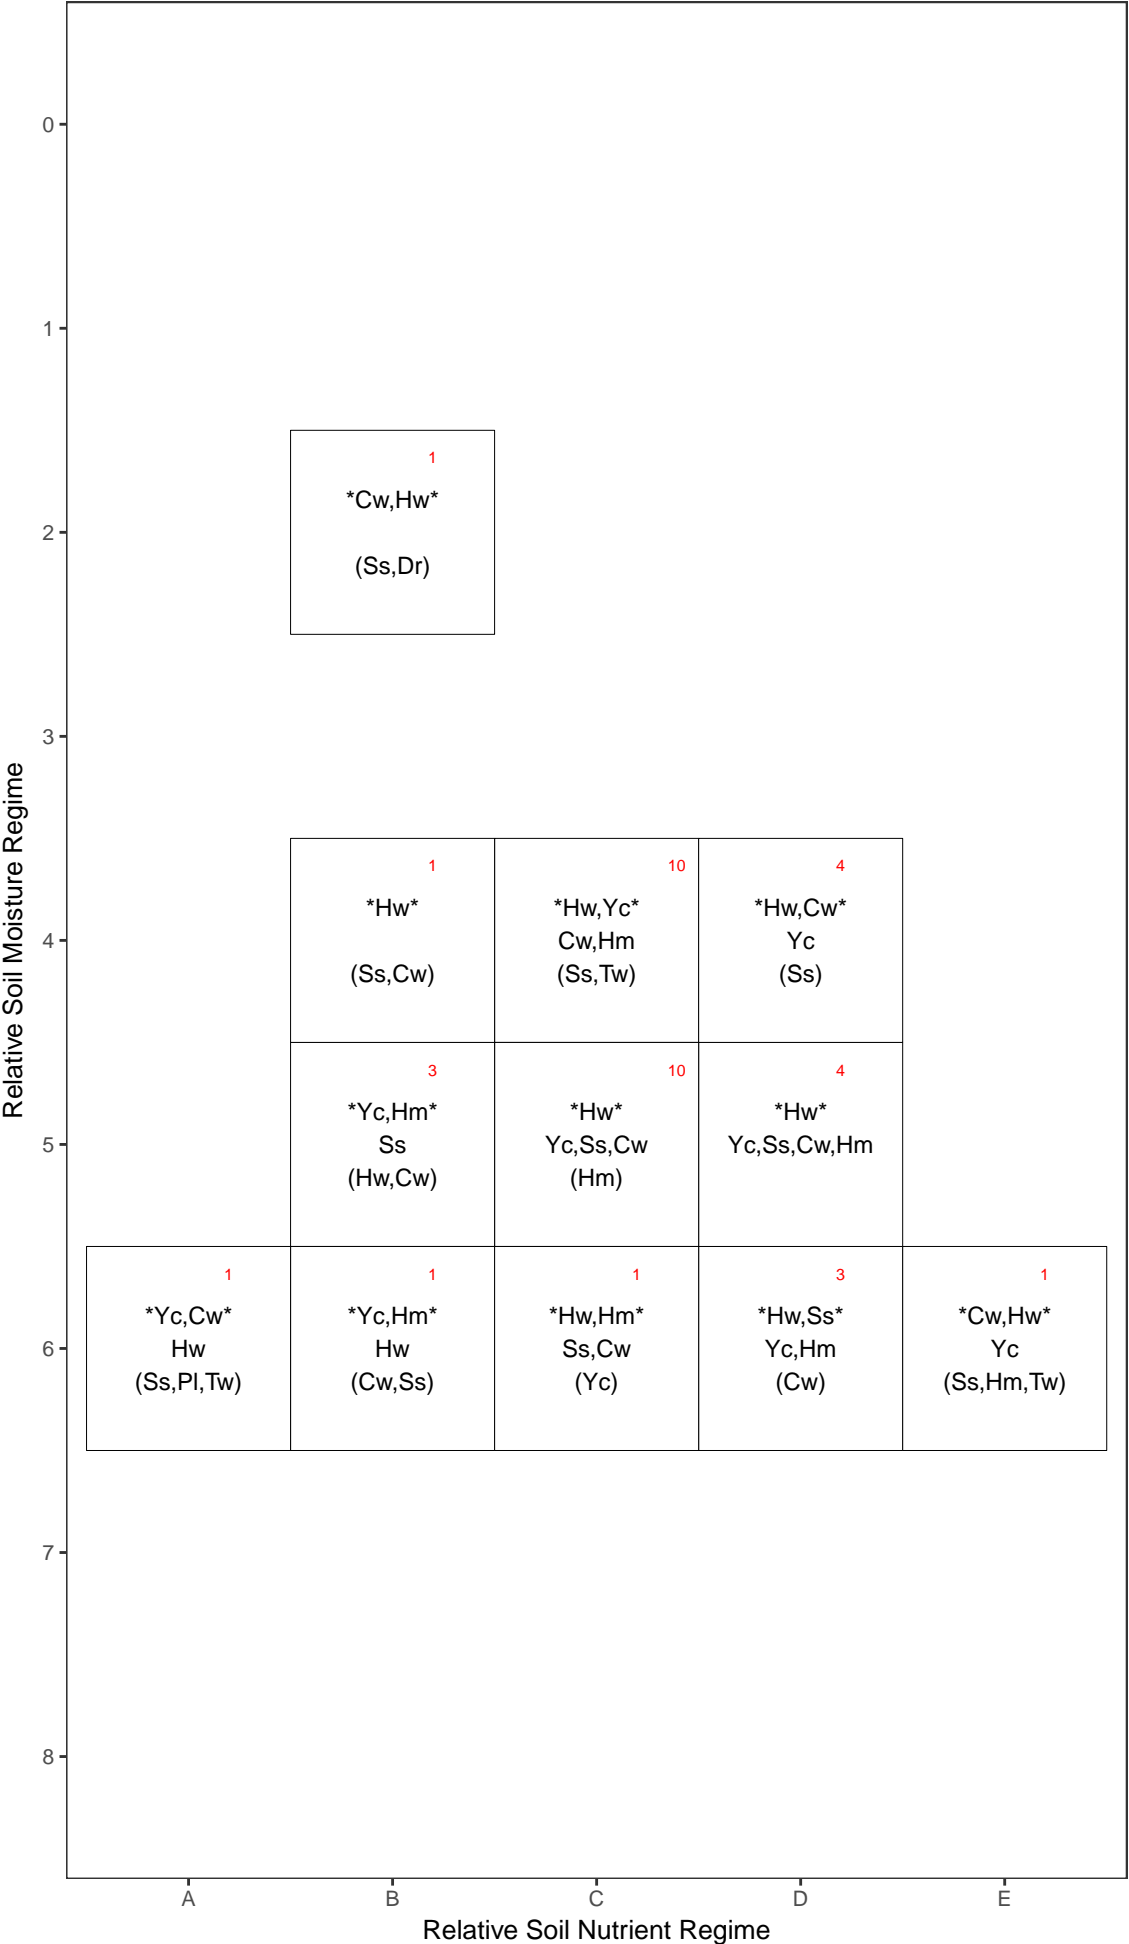 0
1
1
*Cw,Hw*
2
(Ss,Dr)
3
Relative Soil Moisture Regime
1
10
4
*Hw*
*Hw,Yc*
*Hw,Cw*
4
Cw,Hm
Yc
(Ss,Cw)
(Ss,Tw)
(Ss)
3
10
4
*Yc,Hm*
*Hw*
*Hw*
5
Ss
Yc,Ss,Cw
Yc,Ss,Cw,Hm
(Hw,Cw)
(Hm)
1
1
1
3
1
*Yc,Cw*
*Yc,Hm*
*Hw,Hm*
*Hw,Ss*
*Cw,Hw*
6
Hw
Hw
Ss,Cw
Yc,Hm
Yc
(Ss,Pl,Tw)
(Cw,Ss)
(Yc)
(Cw)
(Ss,Hm,Tw)
7
8
A
B
C
D
E
Relative Soil Nutrient Regime